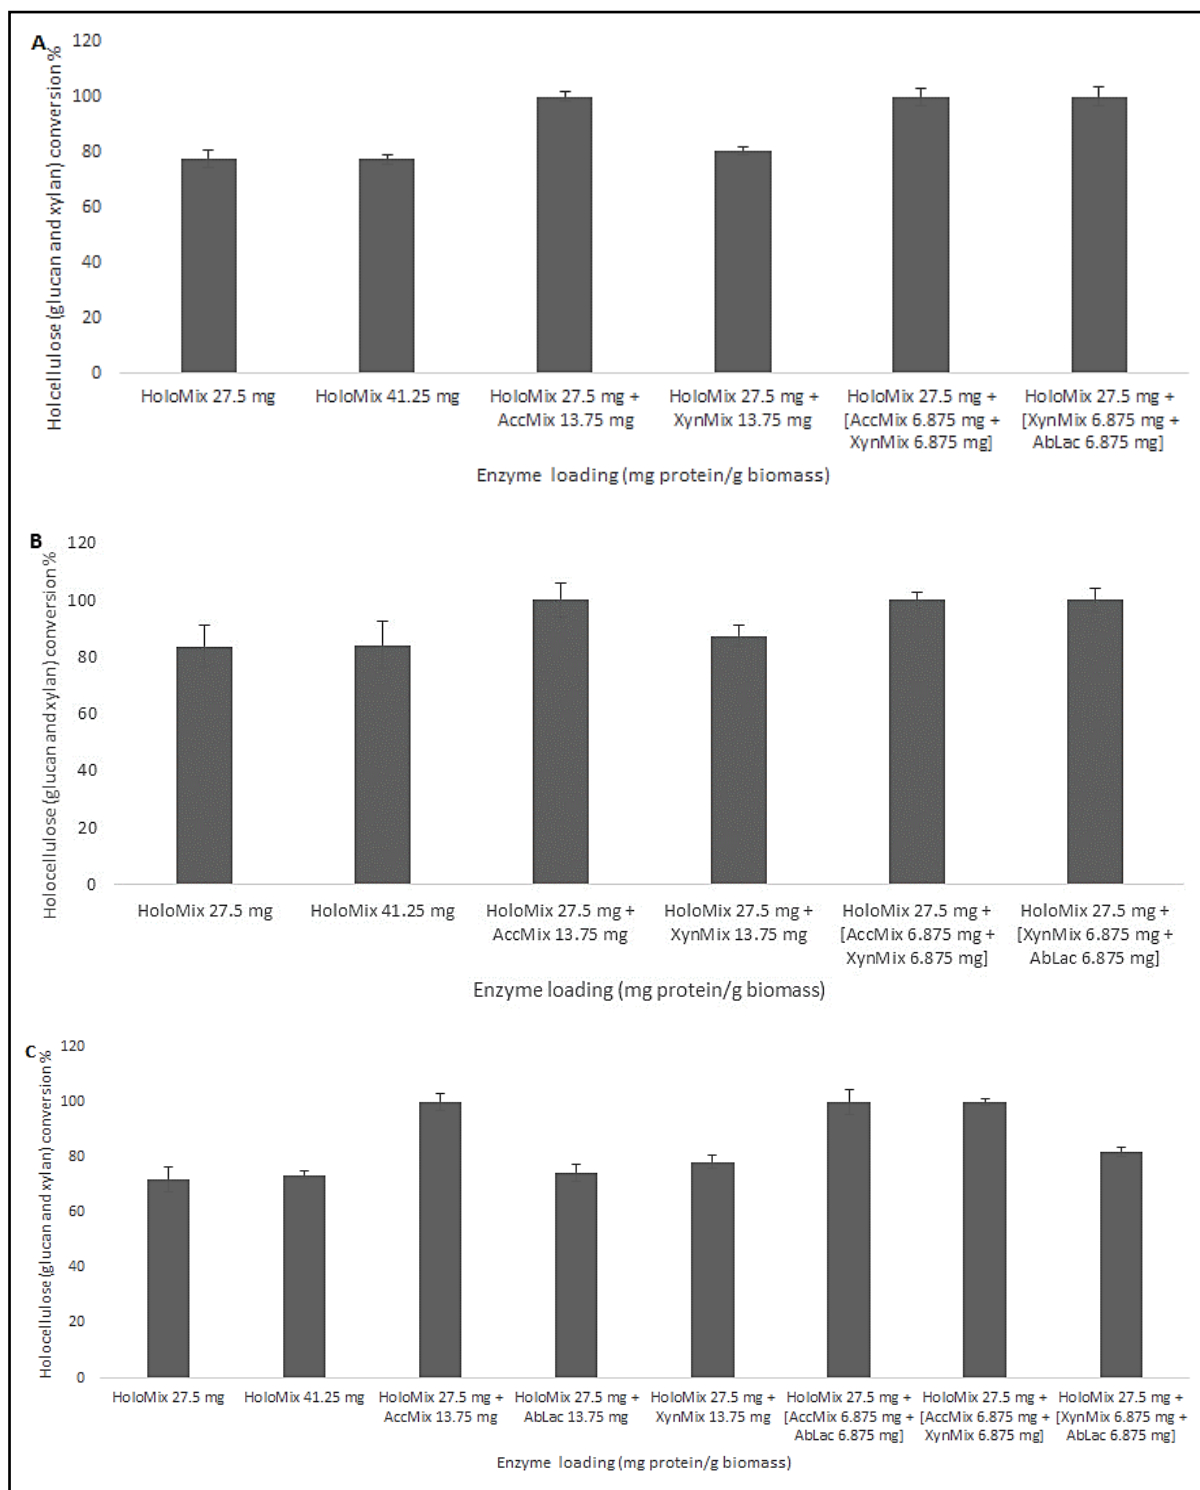 A
Holcellulose (glucan and xylan) conversion %
120
100
80
60
40
20
0
HoloMix 27.5 mg
HoloMix 41.25 mg
HoloMix 27.5 mg +
AccMix 13.75 mg
HoloMix 27.5 mg +
XynMix 13.75 mg
HoloMix 27.5 mg +
[AccMix 6.875 mg +
XynMix 6.875 mg]
HoloMix 27.5 mg +
[XynMix 6.875 mg +
AbLac 6.875 mg]
Enzyme loading (mg protein/g biomass)
B
Holocellulose (glucan and xylan) conversion %
120
100
80
60
40
20
0
HoloMix 27.5 mg
HoloMix 41.25 mg
HoloMix 27.5 mg +
AccMix 13.75 mg
HoloMix 27.5 mg +
XynMix 13.75 mg
HoloMix 27.5 mg +
[AccMix 6.875 mg +
XynMix 6.875 mg]
HoloMix 27.5 mg +
[XynMix 6.875 mg +
AbLac 6.875 mg]
Enzyme loading (mg protein/g biomass)
C
Holocellulose (glucan and xylan) conversion %
120
100
80
60
40
20
0
HoloMix 27.5 mg
HoloMix 41.25 mg
HoloMix 27.5 mg +
AccMix 13.75 mg
HoloMix 27.5 mg +
AbLac 13.75 mg
HoloMix 27.5 mg +
XynMix 13.75 mg
HoloMix 27.5 mg +
[AccMix 6.875 mg +
AbLac 6.875 mg]
HoloMix 27.5 mg +
[AccMix 6.875 mg +
XynMix 6.875 mg]
HoloMix 27.5 mg +
[XynMix 6.875 mg +
AbLac 6.875 mg]
Enzyme loading (mg protein/g biomass)